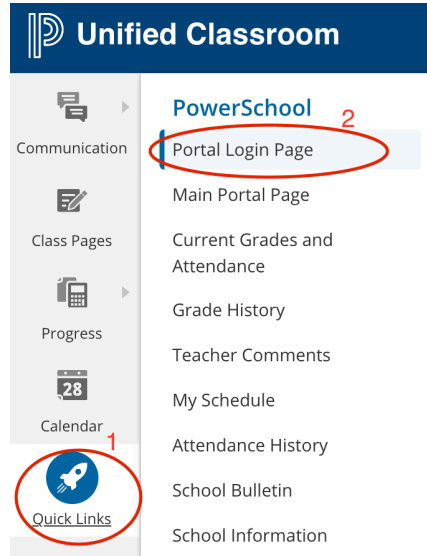 Unified Classroom
Communication
Class Pages
Progress
28
Calendar
1
Quick Links
PowerSchool
2
Portal Login Page
Main Portal Page
Current Grades and
Attendance
Grade History
Teacher Comments
My Schedule
Attendance History
School Bulletin
School Information